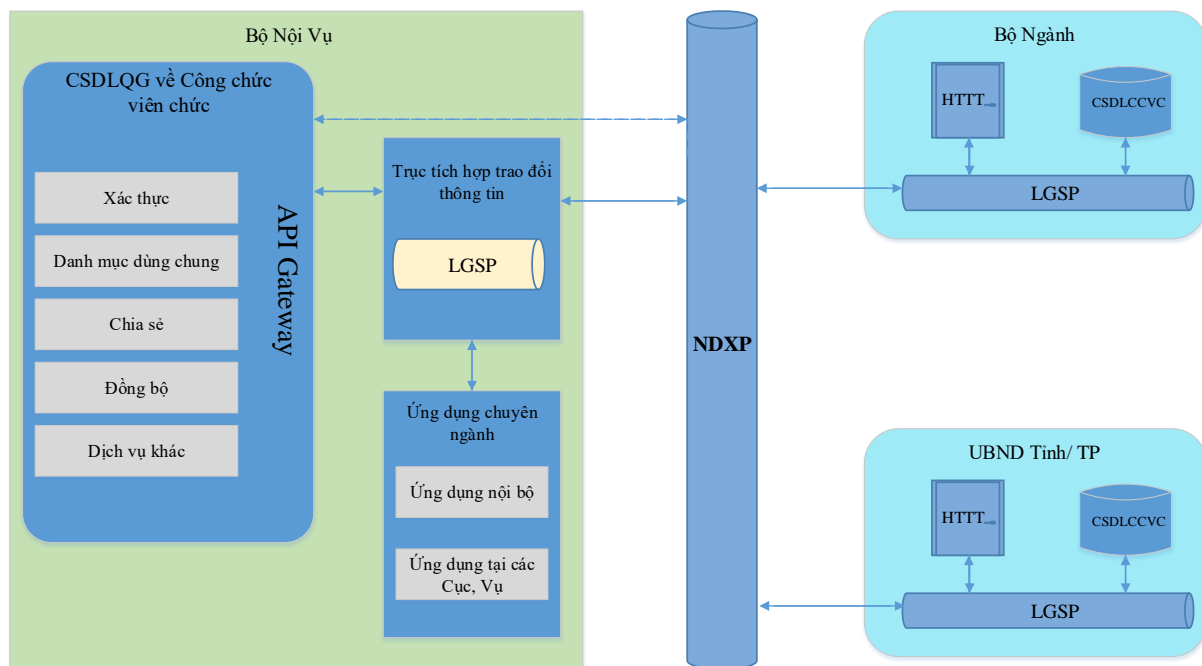 Bộ Nội Vụ
CSDLQG về Công chức
viên chức
Xác thực
Danh mục dùng chung
Chia sẻ
Đồng bộ
Dịch vụ khác
API Gateway
Trục tích hợp trao đổi
thông tin
LGSP
Ứng dụng chuyên
ngành
Ứng dụng nội bộ
Ứng dụng tại các
Cục, Vụ
NDXP
Bộ Ngành
HTTT
CSDLCCVC
LGSP
UBND Tỉnh/ TP
HTTT
CSDLCCVC
LGSP